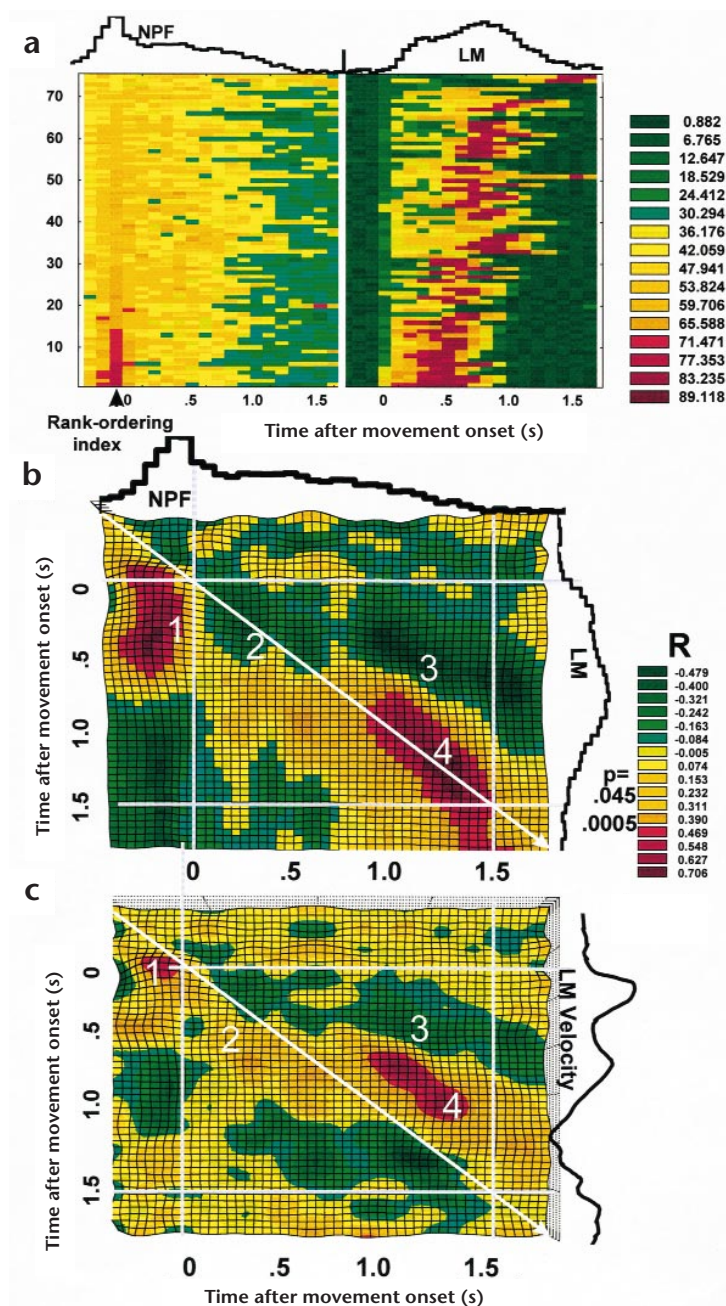 a
NPF
LM
70
60
50
40
30
20
10
0 .5 1.0 1.5
0 .5 1.0 1.5
0.882
6.765
12.647
18.529
24.412
30.294
36.176
42.059
47.941
53.824
59.706
65.588
71.471
77.353
83.235
89.118
Rank-ordering
index
Time after movement onset (s)
b
NPF
Time after movement onset (s)
0
.5
1.0
1.5
1
2
3
4
LM
0 .5 1.0 1.5
R
-0.479
-0.400
-0.321
-0.242
-0.163
-0.084
-0.005
0.074
0.153
0.232
0.311
0.390
0.469
0.548
0.627
0.706
p=
.045
.0005
c
Time after movement onset (s)
0
.5
1.0
1.5
1
2
3
4
LM Velocity
0 .5 1.0 1.5
Time after movement onset (s)